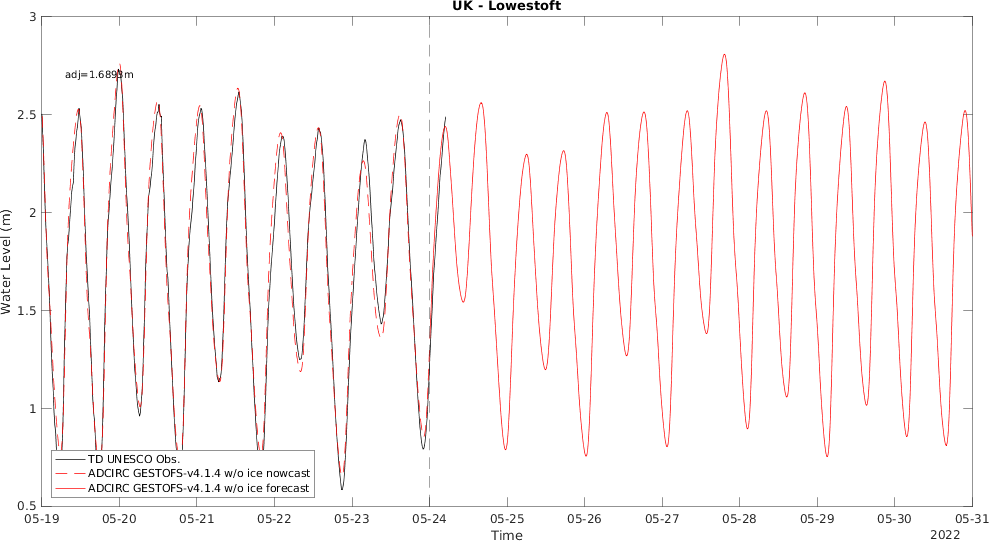 UK - Lowestoft
3
2.5
2
1.5
1
0.5
Water Level (m)
adj=1.6893m
TD UNESCO Obs.
ADCIRC GESTOFS-v4.1.4 w/o ice nowcast
ADCIRC GESTOFS-v4.1.4 w/o ice forecast
05-19 05-20 05-21 05-22 05-23 05-24 05-25 05-26 05-27 05-28 05-29 05-30 05-31
Time
2022